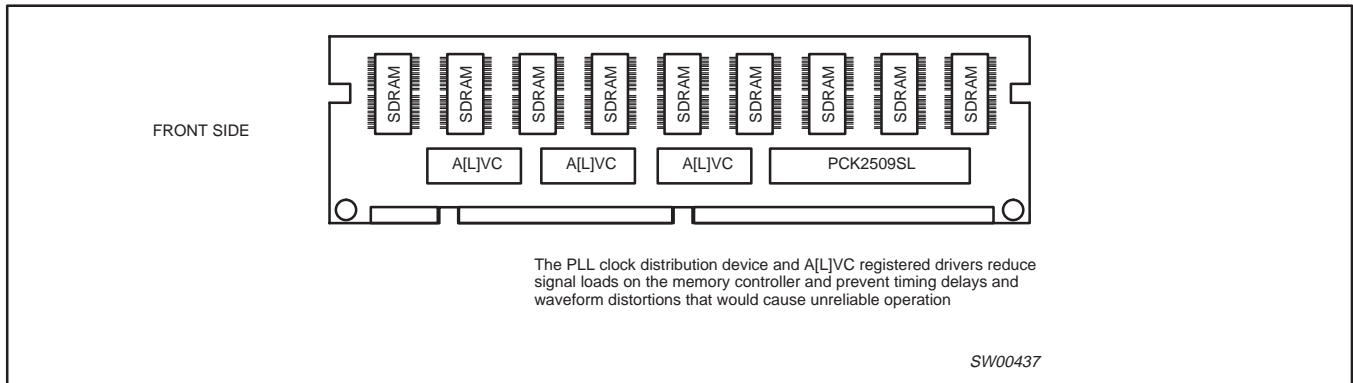 SDRAM SDRAM SDRAM SDRAM SDRAM SDRAM SDRAM SDRAM SDRAM
FRONT SIDE
A[L]VC A[L]VC A[L]VC PCK2509SL
The PLL clock distribution device and A[L]VC registered drivers reduce
signal loads on the memory controller and prevent timing delays and
waveform distortions that would cause unreliable operation
SW00437